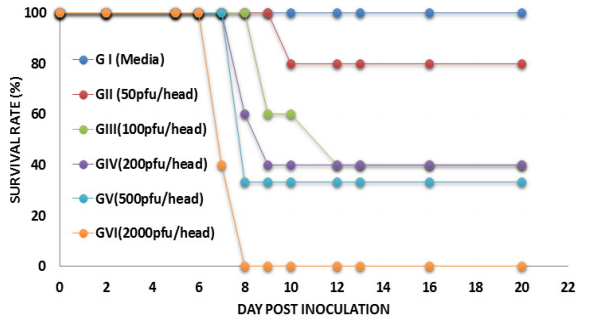 SURVIVAL RATE (%)
100
80
60
40
20
0
G I (Media)
GII (50pfu/head)
GIII(100pfu/head)
GIV(200pfu/head)
GV(500pfu/head)
GVI(2000pfu/head)
0 2 4 6 8 10 12 14 16 18 20 22
DAY POST INOCULATION